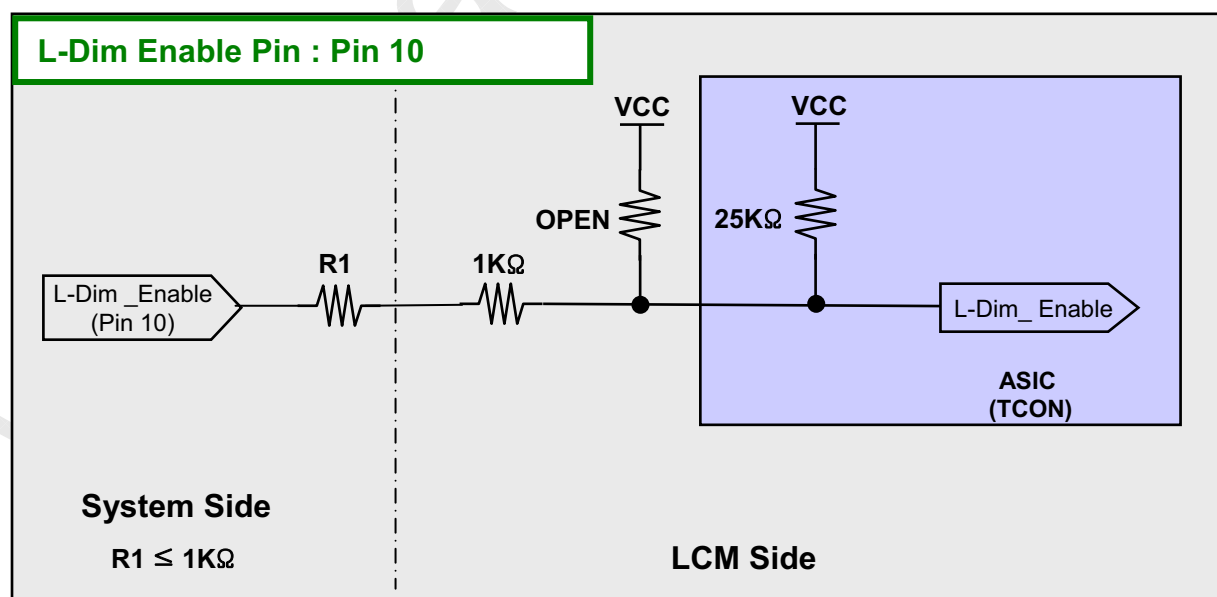 L-Dim Enable Pin : Pin 10
VCC
VCC
OPEN
25KΩ
R1
1KΩ
L-Dim _Enable
(Pin 10)
L-Dim_ Enable
ASIC
(TCON)
System Side
R1 ≤ 1KΩ
LCM Side